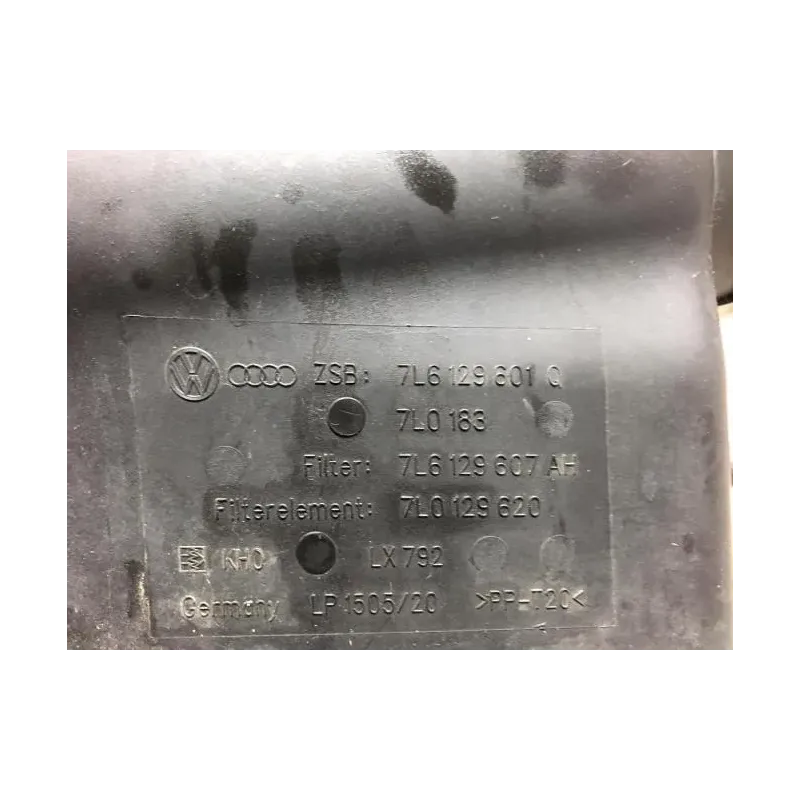 ZSB: 7L6 129 601 Q
7L0 183
Filter: 7L6 129 607 AH
Filterelement: 7L0 129 620
KHO LX 792
Germany LP 1505/20 >PP-T20<